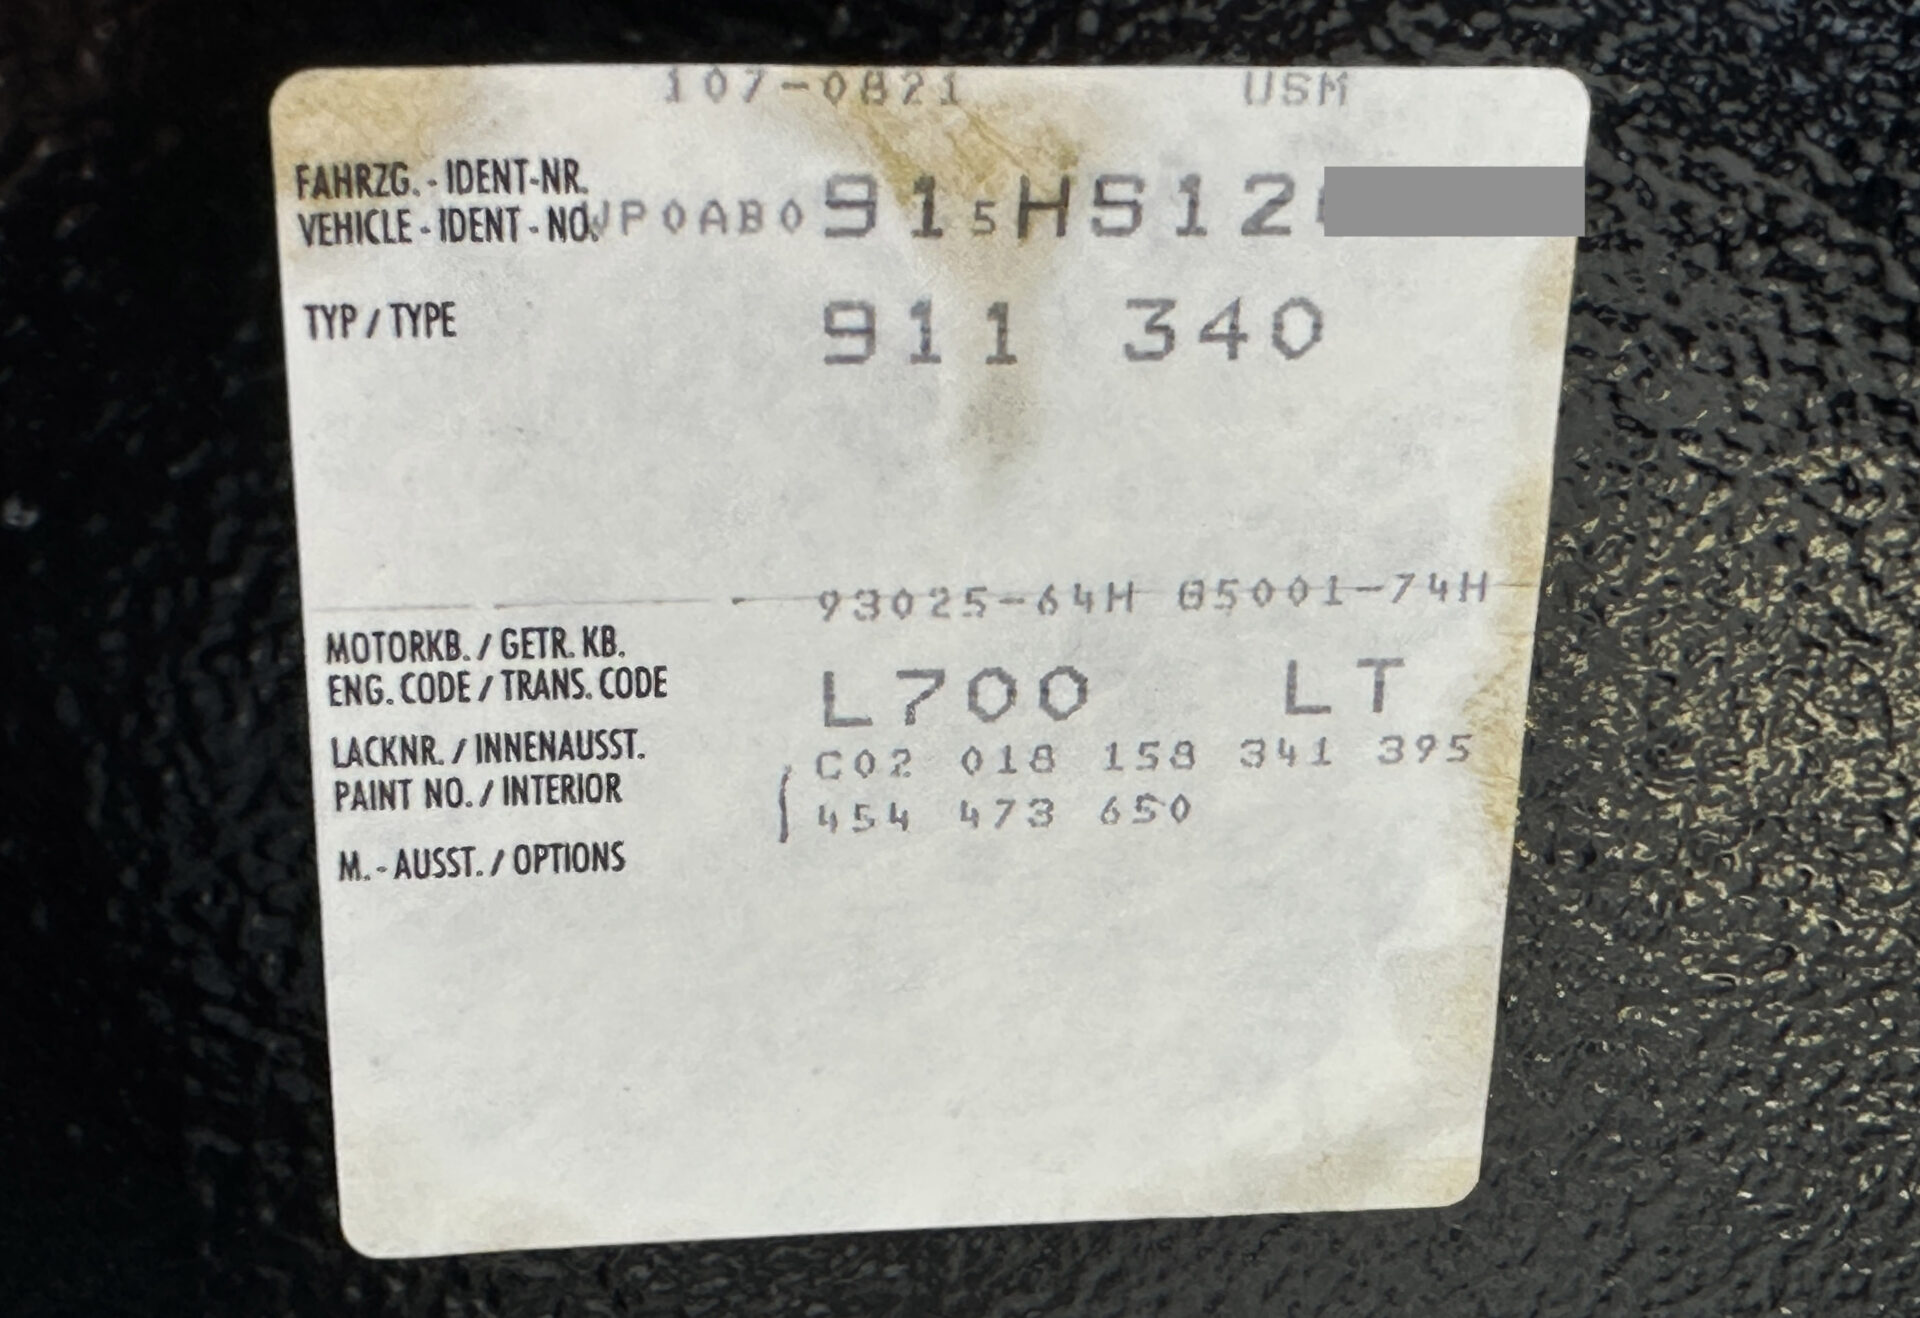 107-0821 USM
FAHRZG. - IDENT-NR.
VEHICLE - IDENT - NO. WP0AB0915HS12
TYP / TYPE 911 340
93025-64H 85001-74H
MOTORKB. / GETR. KB.
ENG. CODE / TRANS. CODE L700 LT
LACKNR. / INNENAUSST. C02 018 158 341 395
PAINT NO. / INTERIOR 454 473 650
M. - AUSST. / OPTIONS